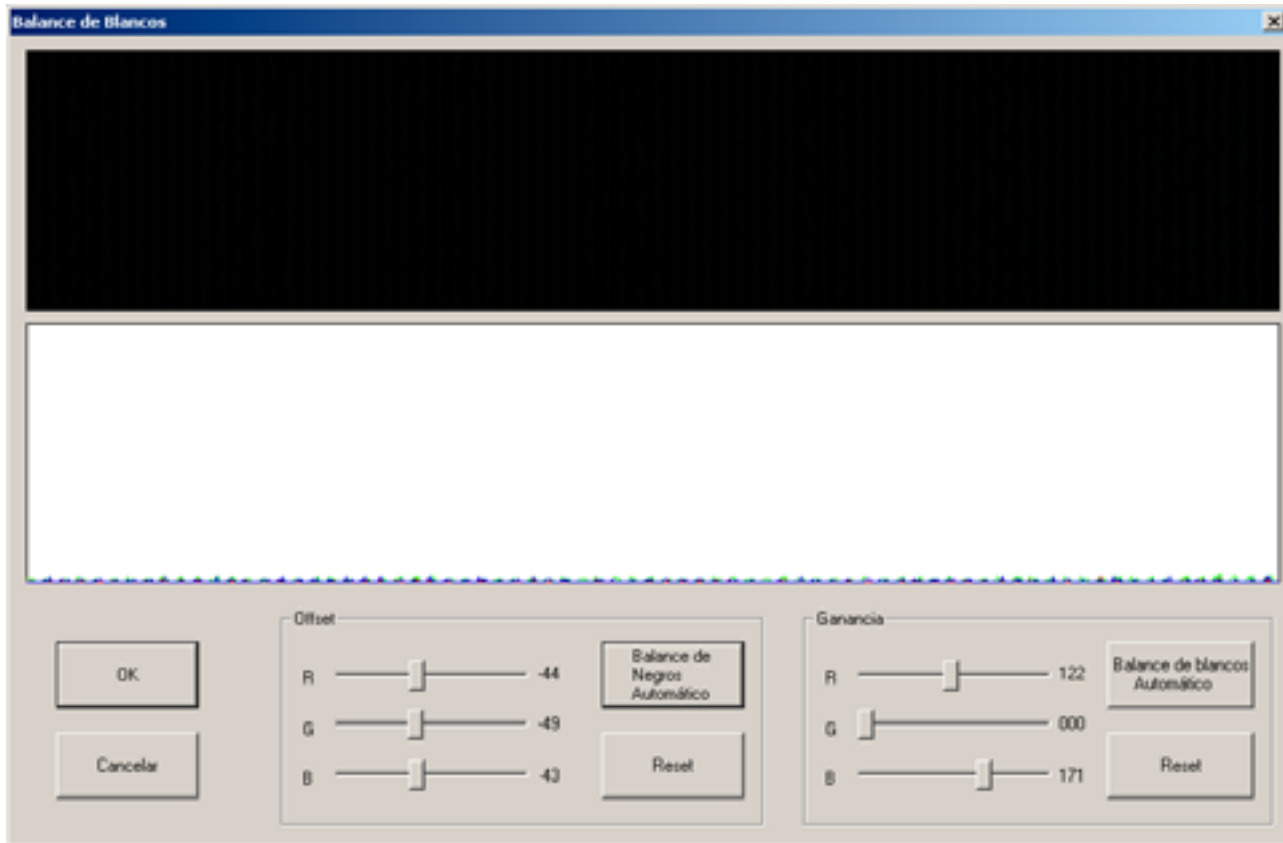 Balance de Blancos
OK
Cancelar
Offset
R
-44
G
-49
B
-43
Balance de
Negros
Automático
Reset
Ganancia
R
122
G
000
B
171
Balance de blancos
Automático
Reset